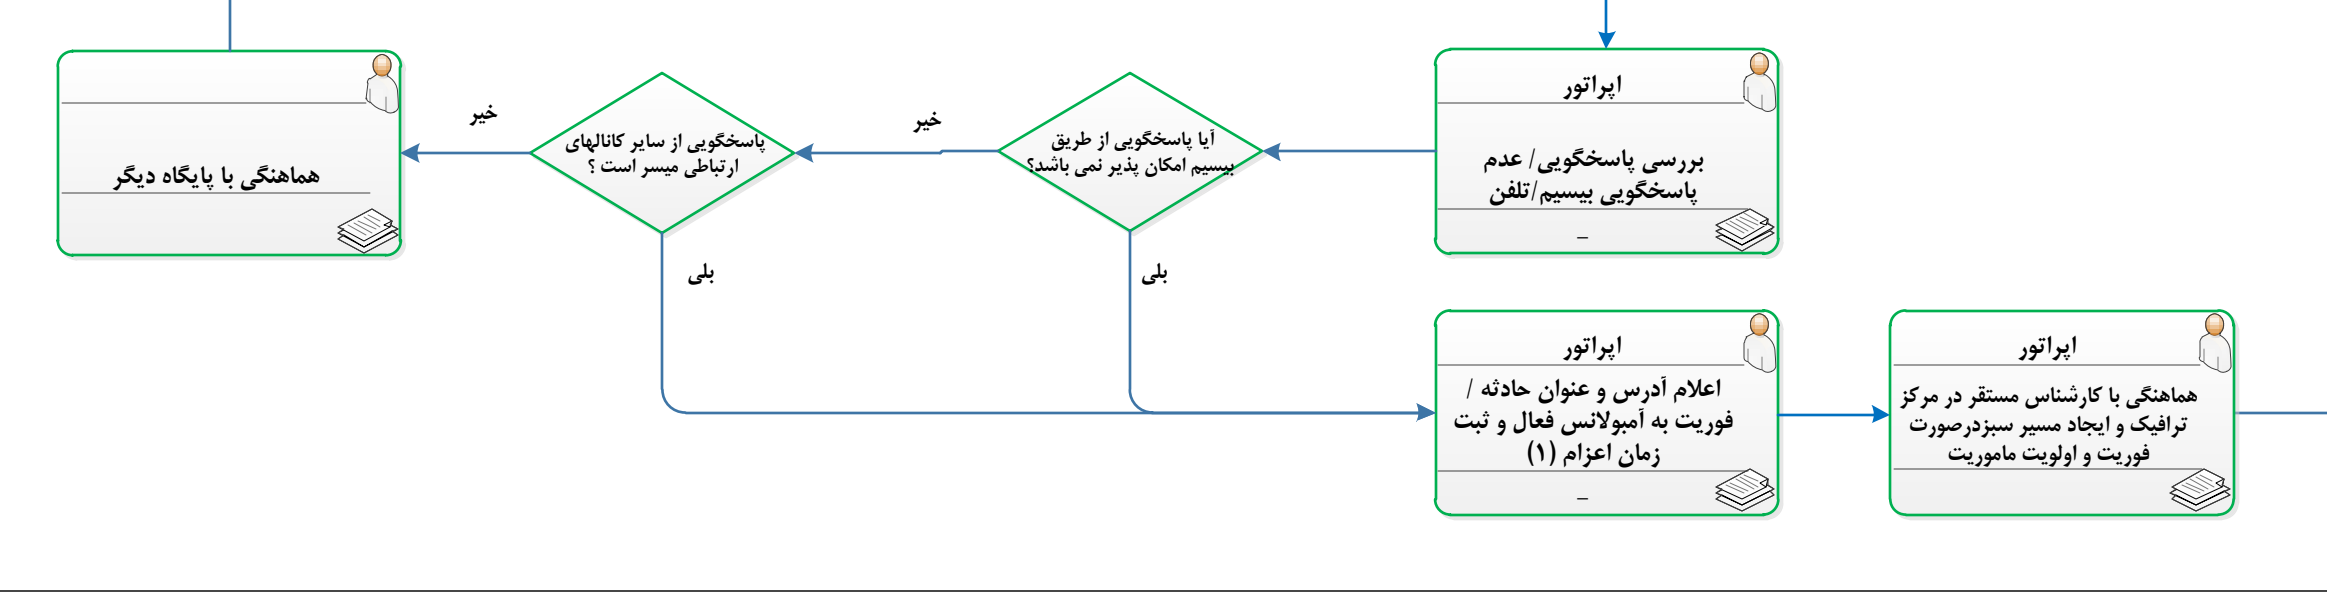 اپراتور
بررسی پاسخگویی/ عدم
پاسخگویی بیسیم/تلفن
_
آیا پاسخگویی از طریق
بیسیم امکان پذیر نمی باشد؟
خیر
بلی
پاسخگویی از سایر کانالهای
ارتباطی میسر است ؟
خیر
بلی
هماهنگی با پایگاه دیگر
اپراتور
اعلام آدرس و عنوان حادثه /
فوریت به آمبولانس فعال و ثبت
زمان اعزام (۱)
_
اپراتور
هماهنگی با کارشناس مستقر در مرکز
ترافیک و ایجاد مسیر سبزدرصورت
فوریت و اولویت ماموریت